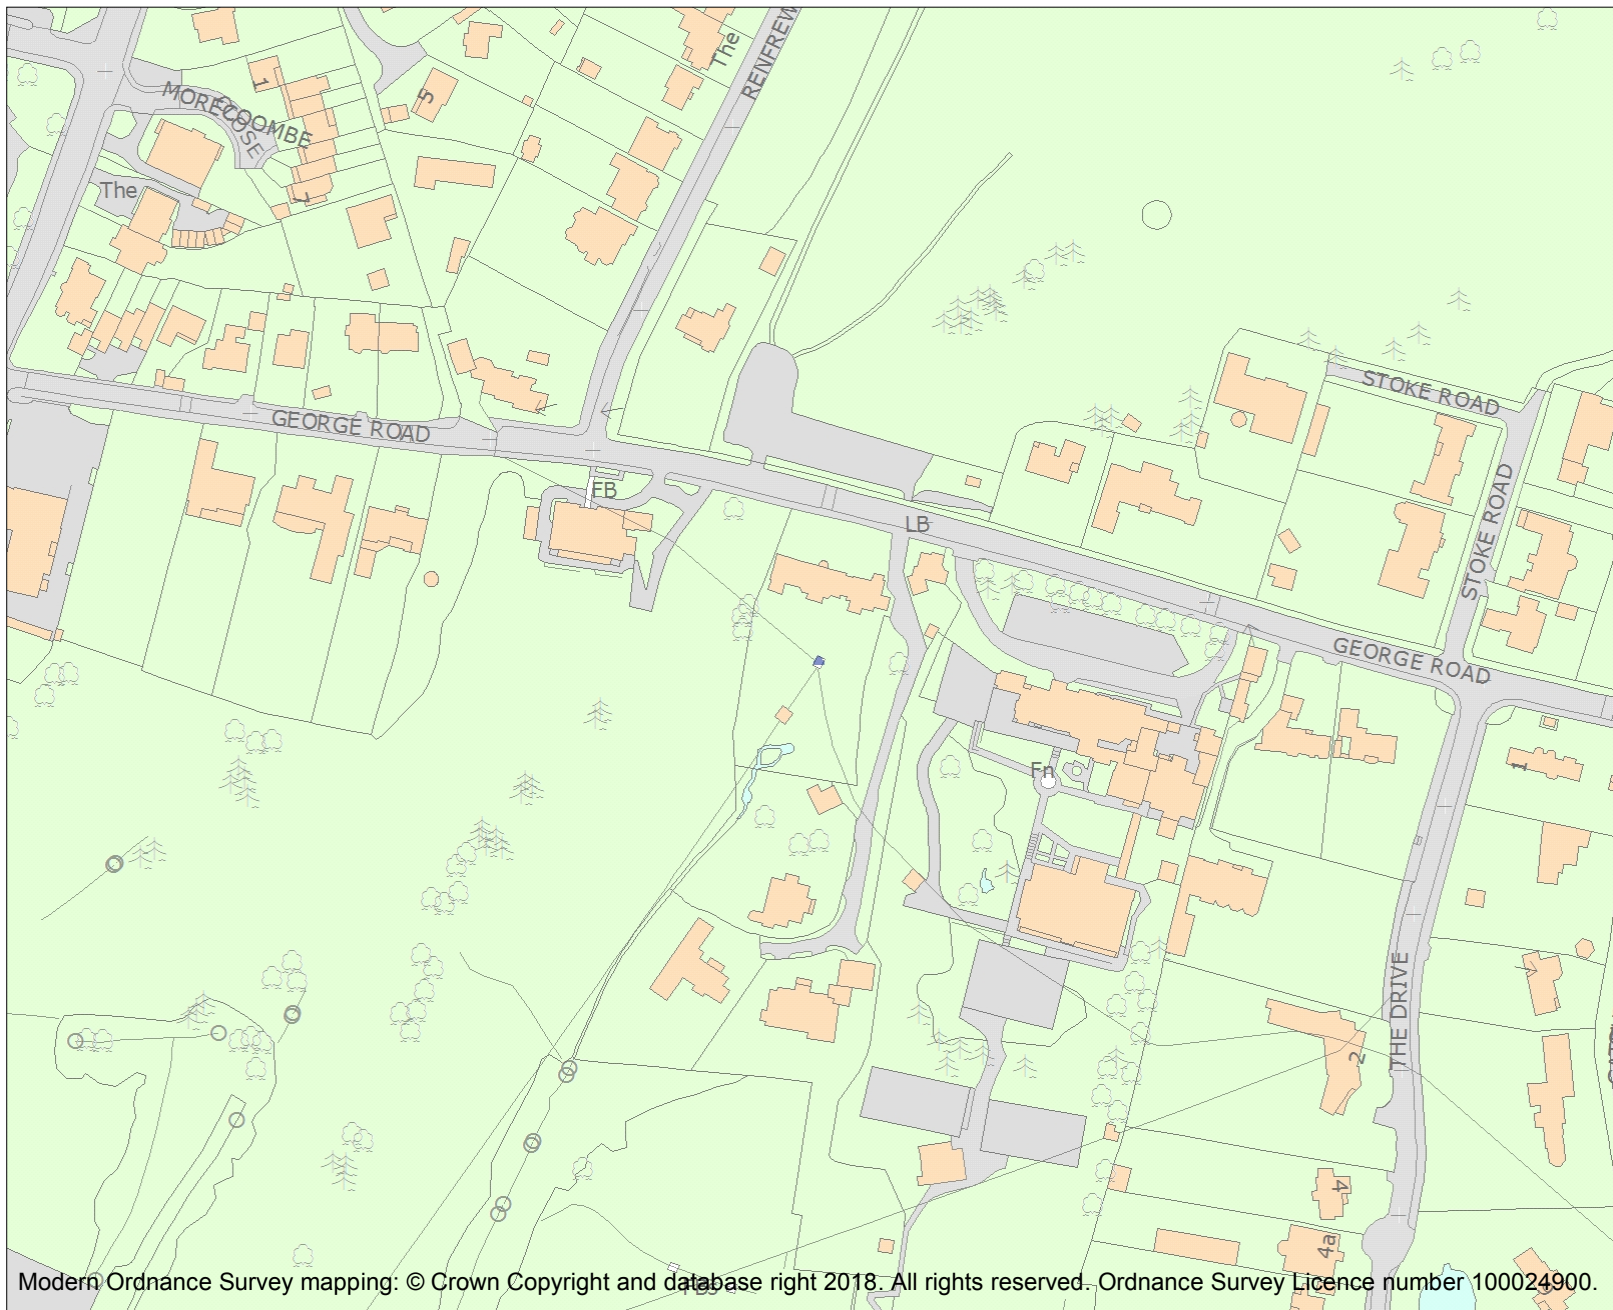 The
RENFREW
1
5
MORECOOMBE
CLOSE
The
7
STOKE ROAD
GEORGE ROAD
FB
STOKE ROAD
LB
GEORGE ROAD
1
Fn
THE DRIVE
2
4
4a
Modern Ordnance Survey mapping: © Crown Copyright and database right 2018. All rights reserved. Ordnance Survey Licence number 100024900.